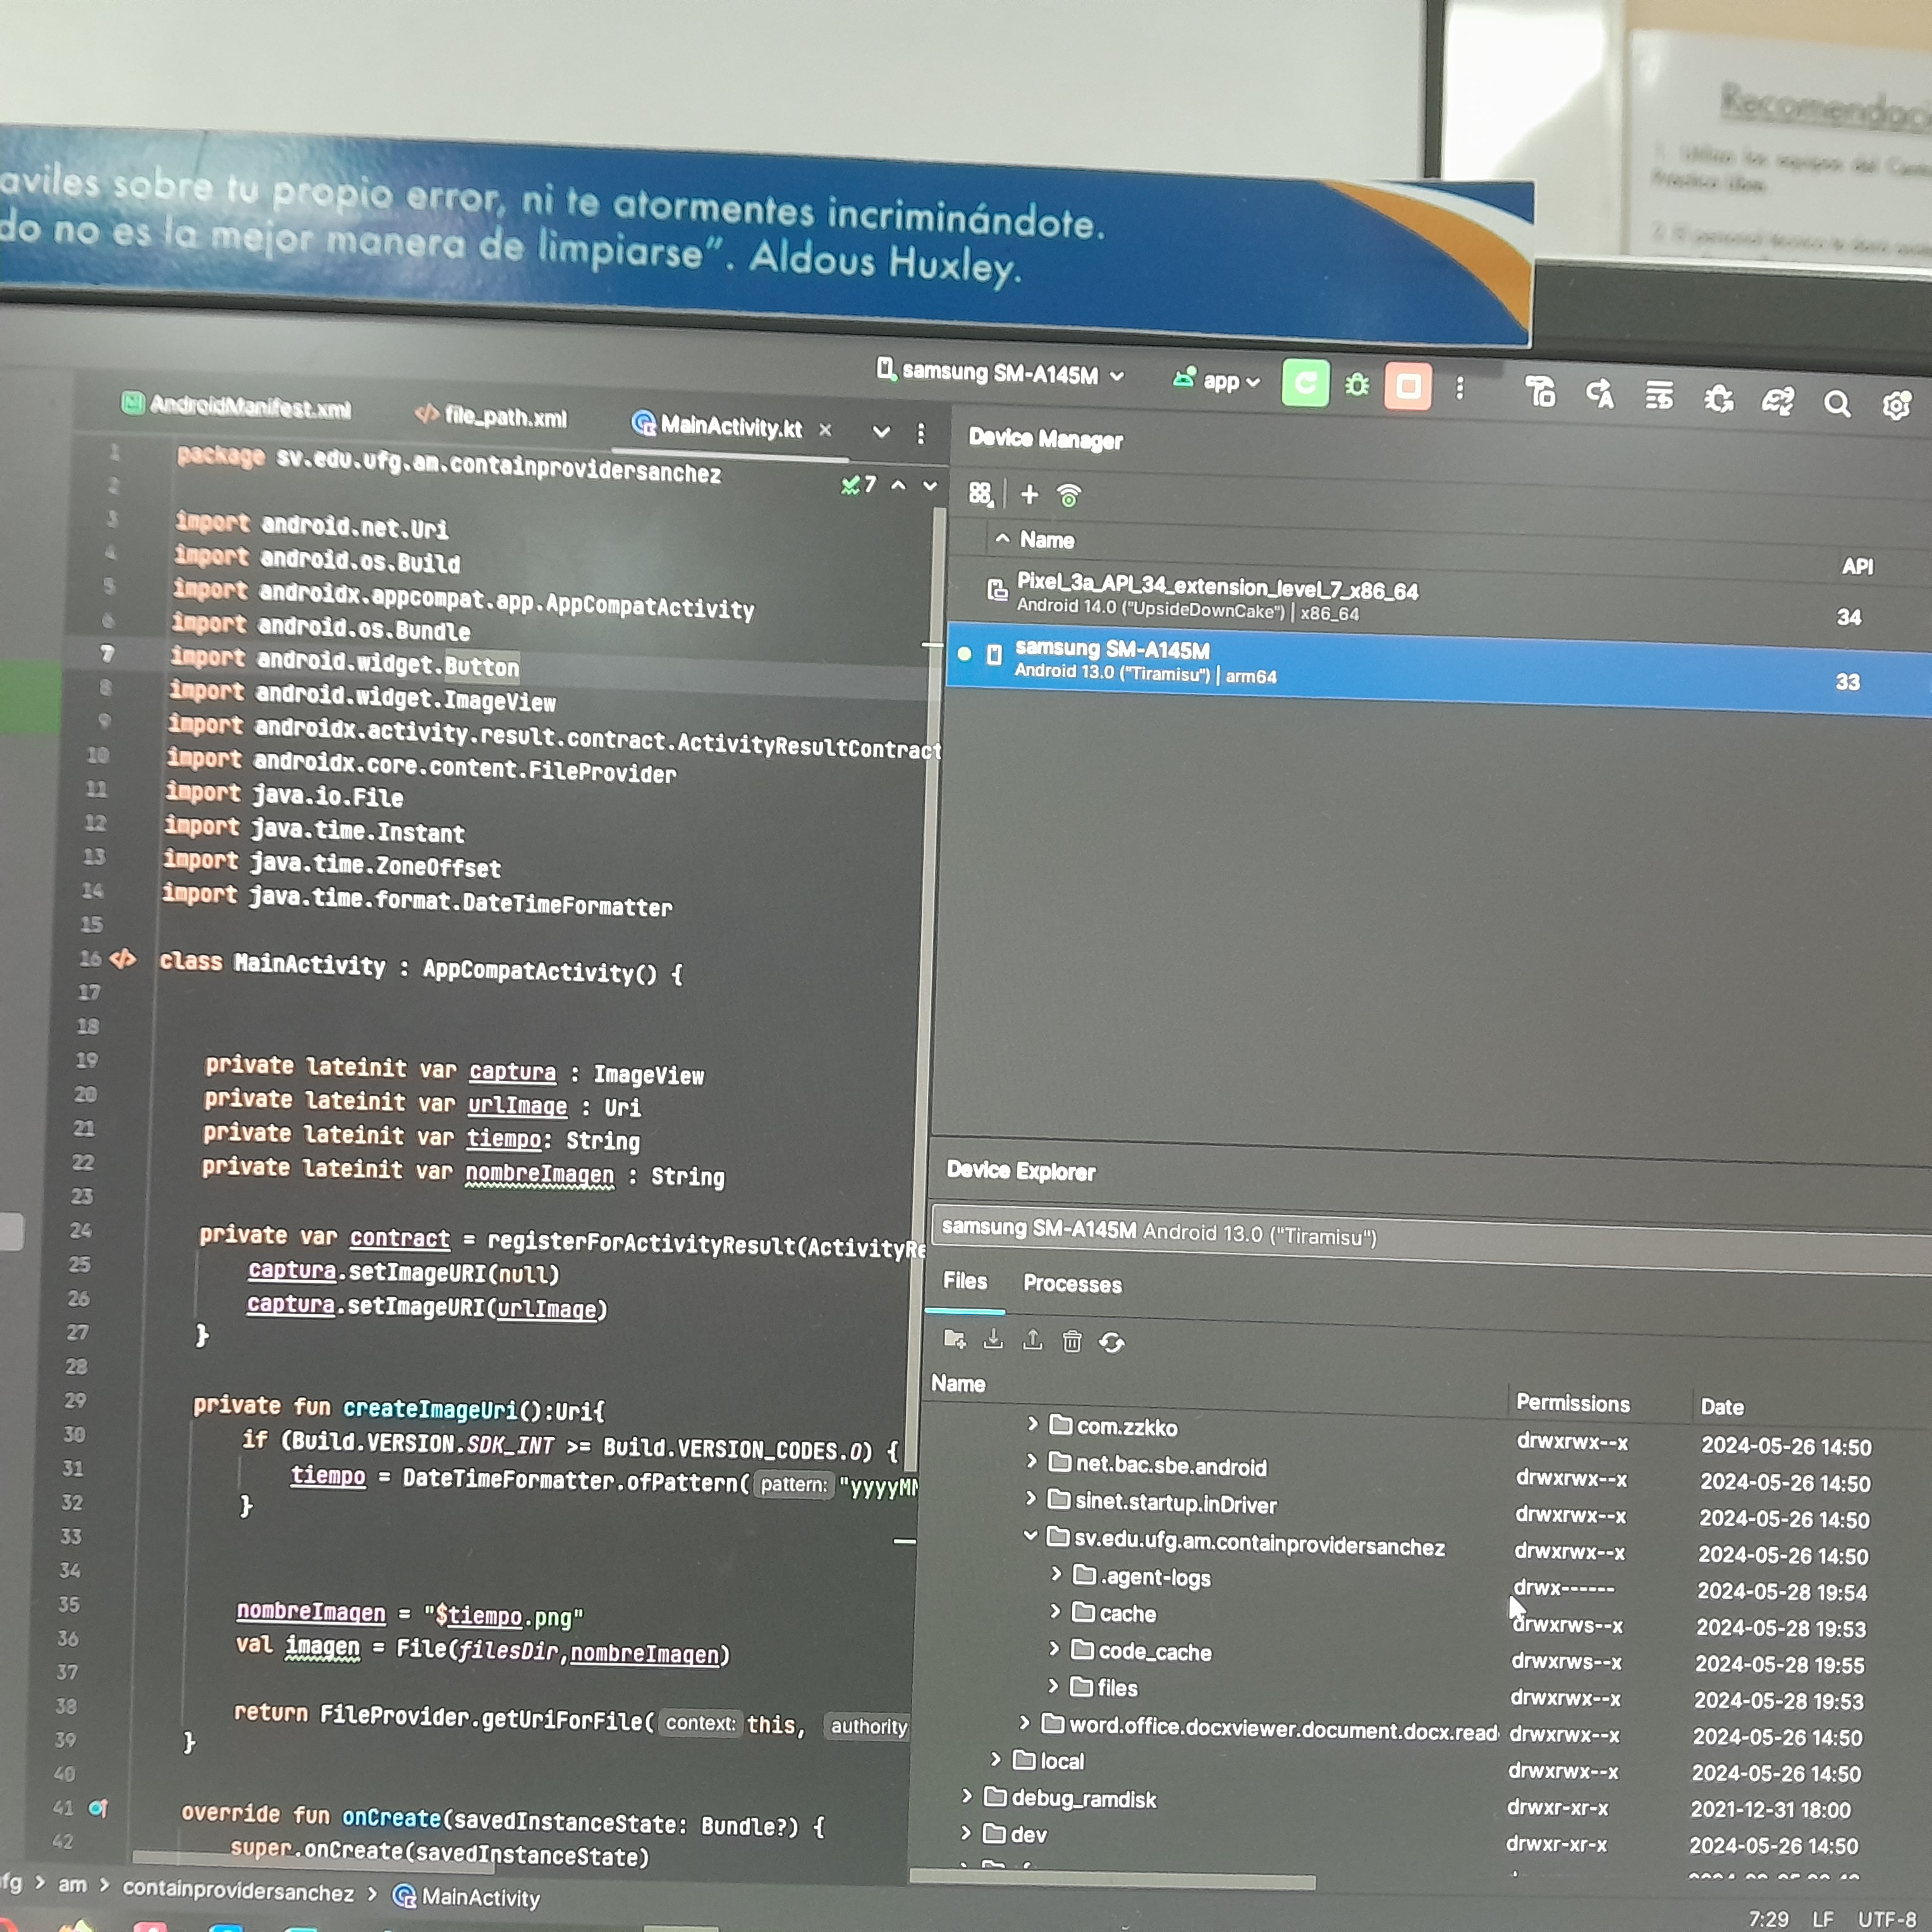 Recomendaci
1. Utiliza los equipos del
2. El personal técnico te
aviles sobre tu propio error, ni te atormentes incriminándote.
do no es la mejor manera de limpiarse”. Aldous Huxley.
samsung SM-A145M
app
AndroidManifest.xml
file_path.xml
MainActivity.kt
7
1 package sv.edu.ufg.am.containprovidersanchez
2
3 import android.net.Uri
4 import android.os.Build
5 import androidx.appcompat.app.AppCompatActivity
6 import android.os.Bundle
7 import android.widget.Button
8 import android.widget.ImageView
9 import androidx.activity.result.contract.ActivityResultContract
10 import androidx.core.content.FileProvider
11 import java.io.File
12 import java.time.Instant
13 import java.time.ZoneOffset
14 import java.time.format.DateTimeFormatter
15
16 class MainActivity : AppCompatActivity() {
17
18
19 private lateinit var captura : ImageView
20 private lateinit var urlImage : Uri
21 private lateinit var tiempo: String
22 private lateinit var nombreImagen : String
23
24 private var contract = registerForActivityResult(ActivityRe
25 captura.setImageURI(null)
26 captura.setImageURI(urlImage)
27 }
28
29 private fun createImageUri():Uri{
30 if (Build.VERSION.SDK_INT >= Build.VERSION_CODES.O) {
31 tiempo = DateTimeFormatter.ofPattern( pattern: "yyyyMM
32 }
33
34
35 nombreImagen = "$tiempo.png"
36 val imagen = File(filesDir,nombreImagen)
37
38 return FileProvider.getUriForFile( context: this, authority
39 }
40
41 override fun onCreate(savedInstanceState: Bundle?) {
42 super.onCreate(savedInstanceState)
Device Manager
Name API
Pixel_3a_API_34_extension_level_7_x86_64
Android 14.0 ("UpsideDownCake") | x86_64 34
samsung SM-A145M
Android 13.0 ("Tiramisu") | arm64 33
Device Explorer
samsung SM-A145M Android 13.0 ("Tiramisu")
Files Processes
Name Permissions Date
com.zzkko drwxrwx--x 2024-05-26 14:50
net.bac.sbe.android drwxrwx--x 2024-05-26 14:50
sinet.startup.inDriver drwxrwx--x 2024-05-26 14:50
sv.edu.ufg.am.containprovidersanchez drwxrwx--x 2024-05-26 14:50
.agent-logs drwx------ 2024-05-28 19:54
cache drwxrws--x 2024-05-28 19:53
code_cache drwxrws--x 2024-05-28 19:55
files drwxrwx--x 2024-05-28 19:53
word.office.docxviewer.document.docx.read drwxrwx--x 2024-05-26 14:50
local drwxrwx--x 2024-05-26 14:50
debug_ramdisk drwxr-xr-x 2021-12-31 18:00
dev drwxr-xr-x 2024-05-26 14:50
fg > am > containprovidersanchez > MainActivity
7:29 LF UTF-8